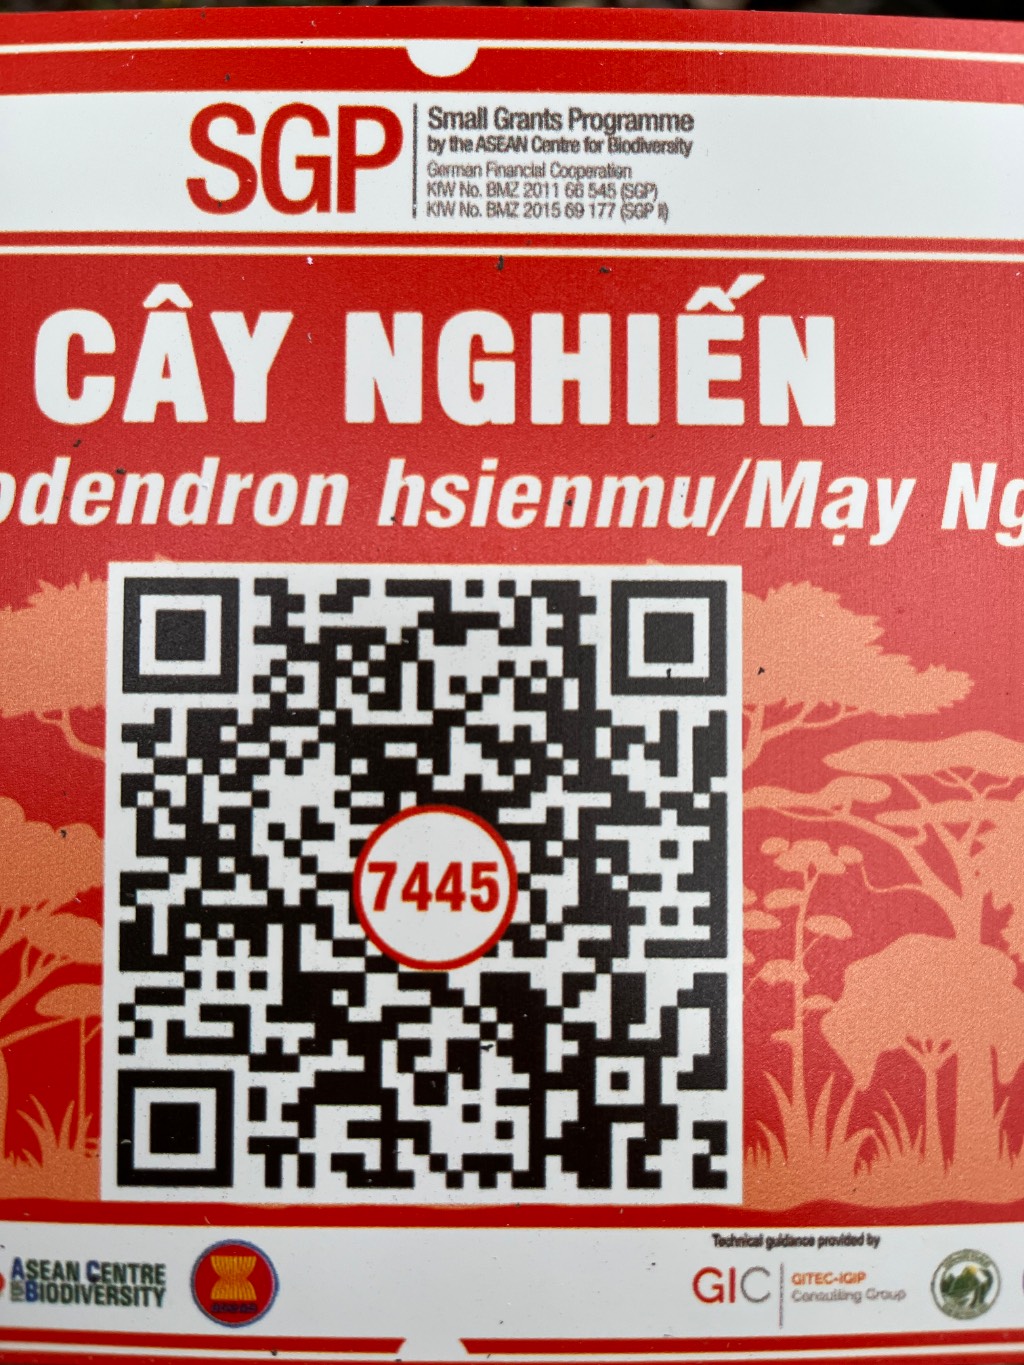 SGP
Small Grants Programme
by the ASEAN Centre for Biodiversity
German Financial Cooperation
KfW No. BMZ 2011 66 545 (SGP)
KfW No. BMZ 2015 69 177 (SGP II)
CÂY NGHIẾN
odendron hsienmu/Mạy Ng
7445
ASEAN CENTRE
FOR BIODIVERSITY
asean
Technical guidance provided by
GIC
GITEC-IGIP
Consulting Group